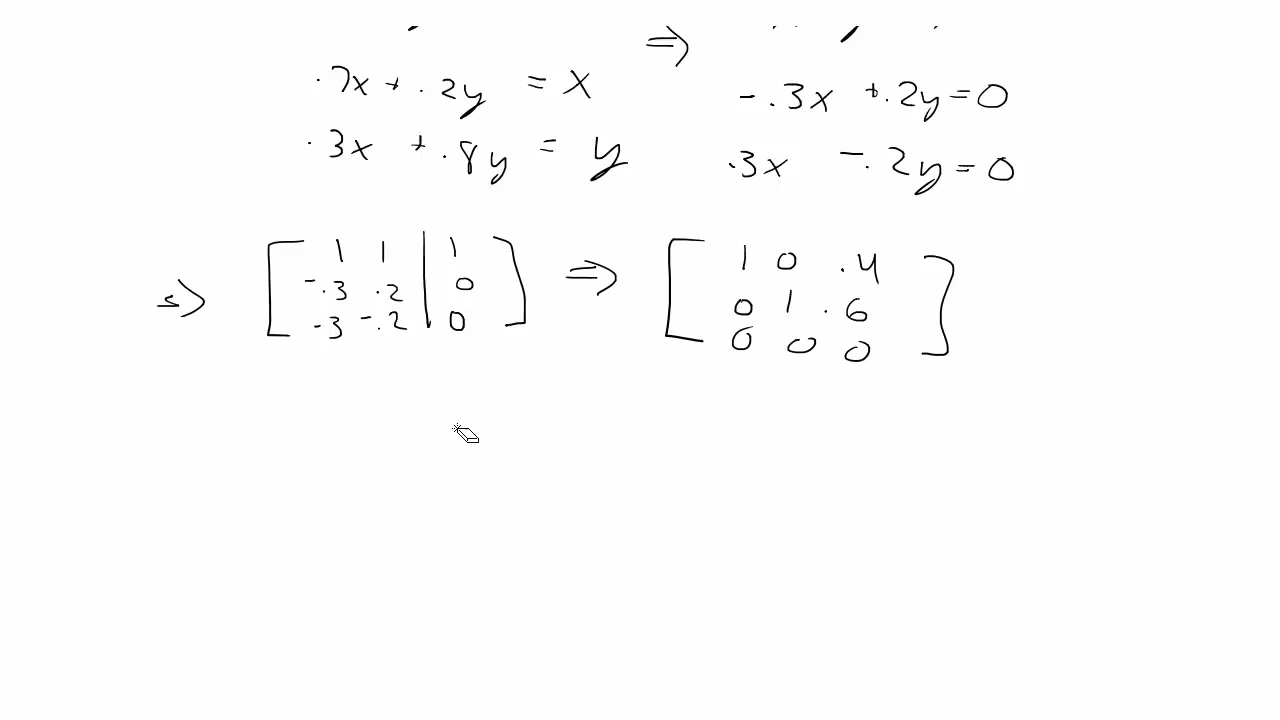 ⇒
.7x + .2y = x
-.3x + .2y = 0
.3x + .8y = y
.3x -.2y = 0
⇒ [ 1 1 | 1 ⇒ [ 1 0 .4
-.3 .2 | 0 0 1 .6
.3 -.2 | 0 ] 0 0 0 ]